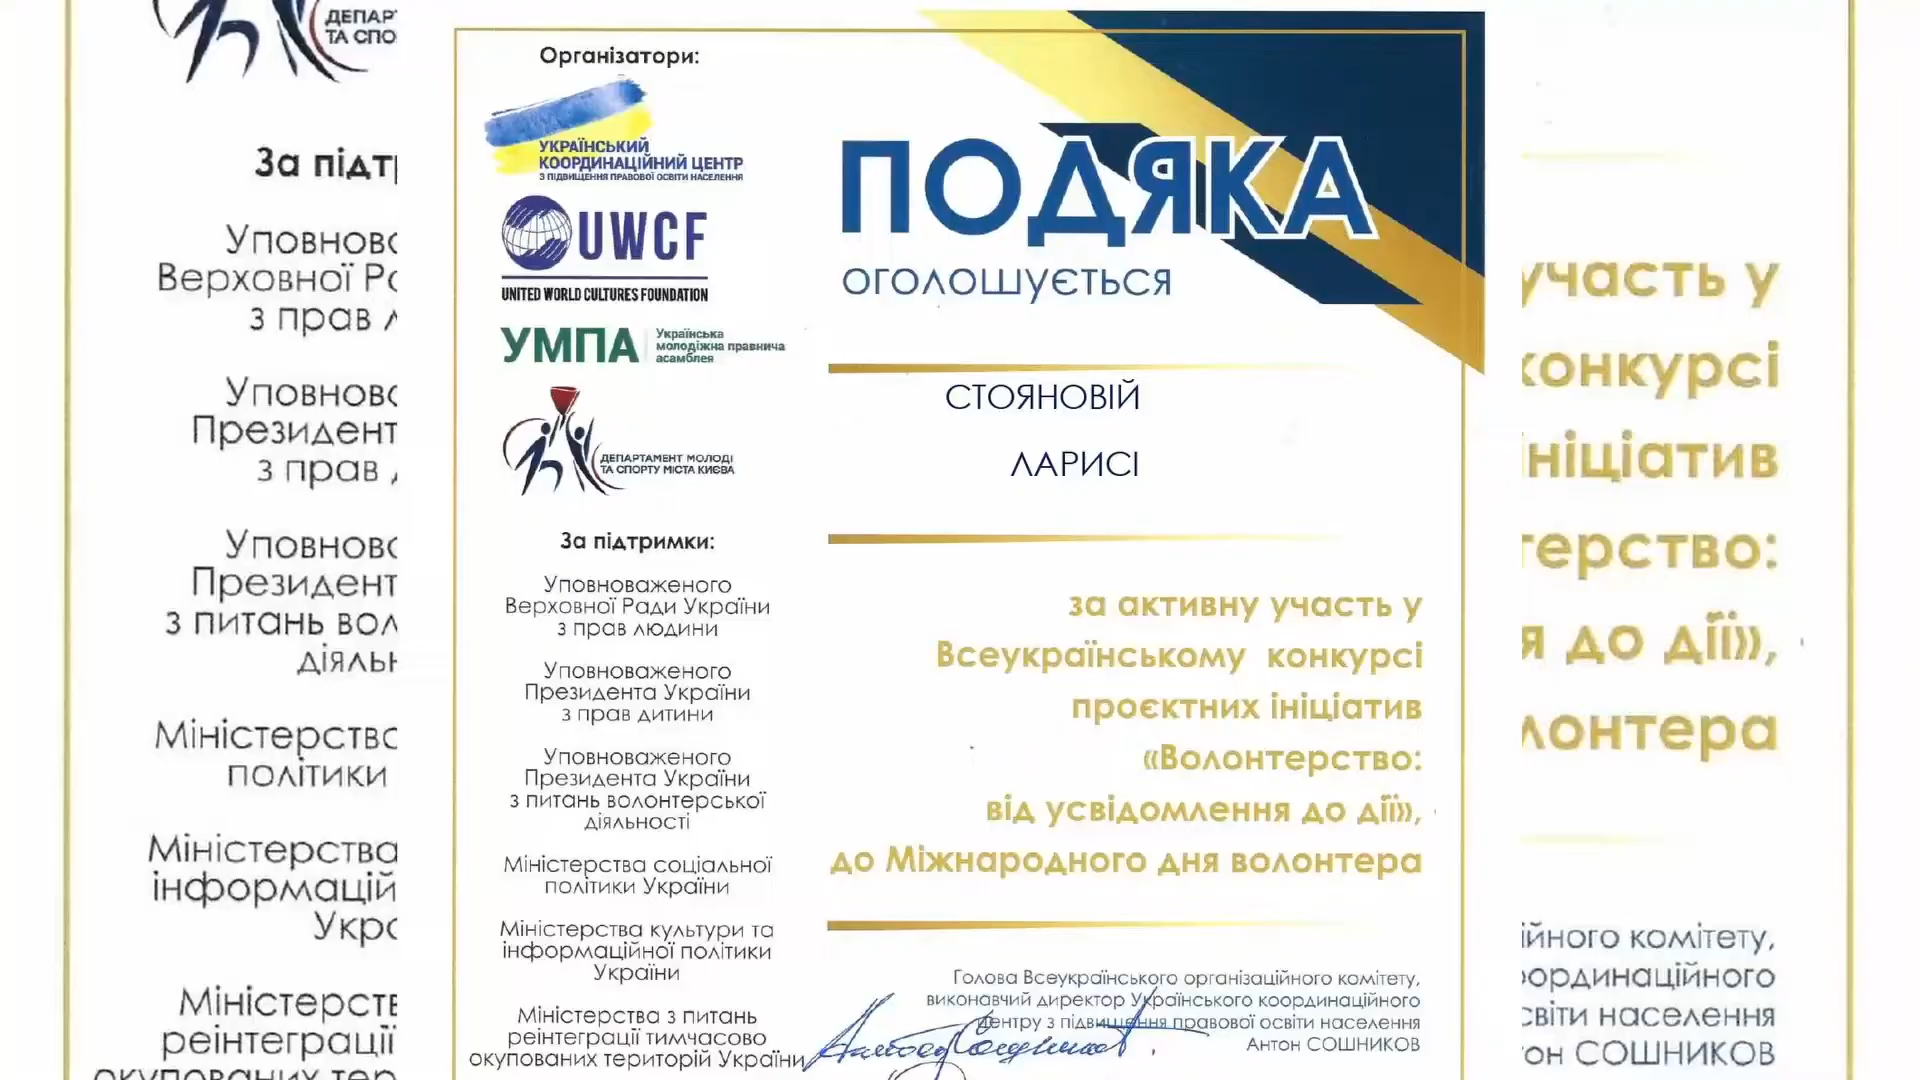 Організатори:
УКРАЇНСЬКИЙ
КООРДИНАЦІЙНИЙ ЦЕНТР
З ПІДВИЩЕННЯ ПРАВОВОЇ ОСВІТИ НАСЕЛЕННЯ
UWCF
UNITED WORLD CULTURES FOUNDATION
УМПА
Українська
молодіжна правнича
асамблея
ДЕПАРТАМЕНТ МОЛОДІ
ТА СПОРТУ МІСТА КИЄВА
За підтримки:
Уповноваженого
Верховної Ради України
з прав людини
Уповноваженого
Президента України
з прав дитини
Уповноваженого
Президента України
з питань волонтерської
діяльності
Міністерства соціальної
політики України
Міністерства культури та
інформаційної політики
України
Міністерства з питань
реінтеграції тимчасово
окупованих територій України
ПОДЯКА
оголошується
СТОЯНОВІЙ
ЛАРИСІ
за активну участь у
Всеукраїнському конкурсі
проєктних ініціатив
«Волонтерство:
від усвідомлення до дії»,
до Міжнародного дня волонтера
Голова Всеукраїнського організаційного комітету,
виконавчий директор Українського координаційного
центру з підвищення правової освіти населення
Антон СОШНИКОВ